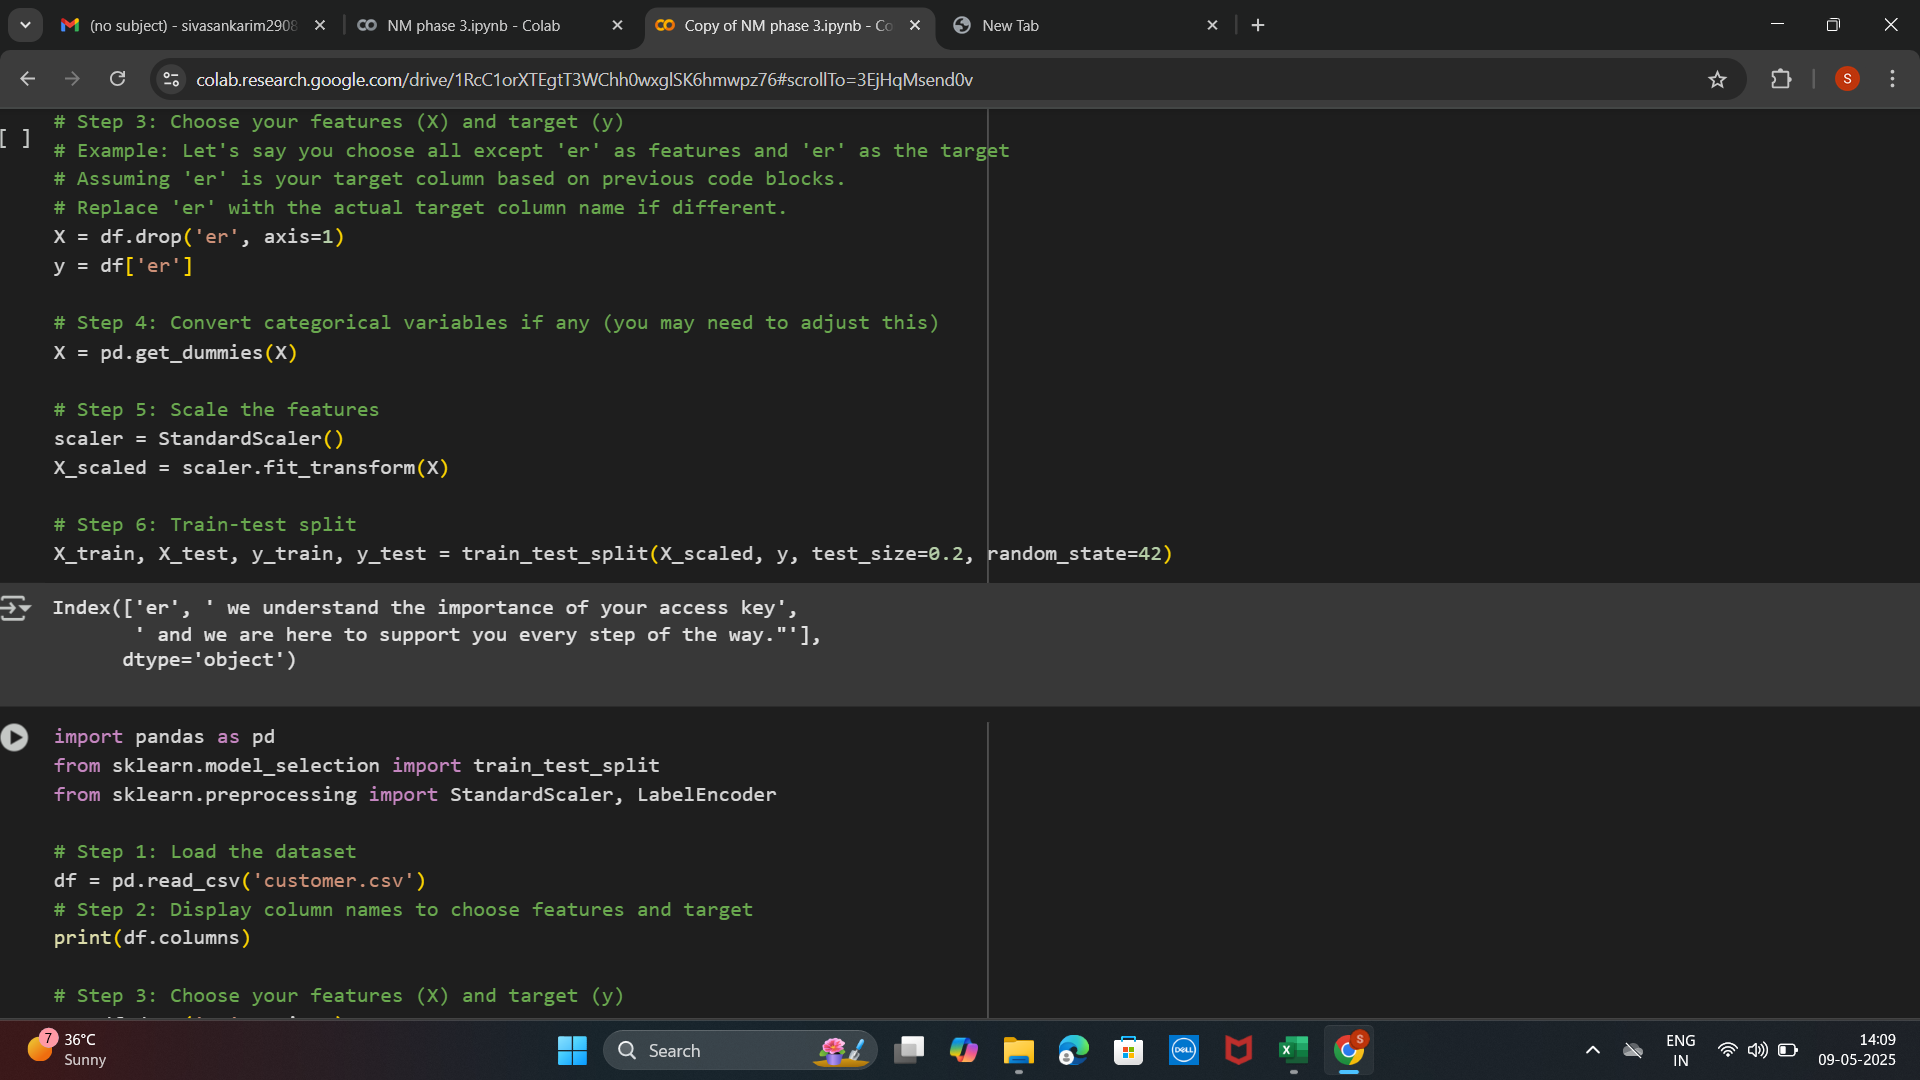 (no subject) - sivasankarim2908
NM phase 3.ipynb - Colab
Copy of NM phase 3.ipynb - Co
New Tab
colab.research.google.com/drive/1RcC1orXTEgtT3WChh0wxglSK6hmwpz76#scrollTo=3EjHqMsend0v
S
# Step 3: Choose your features (X) and target (y)
[ ]
# Example: Let's say you choose all except 'er' as features and 'er' as the target
# Assuming 'er' is your target column based on previous code blocks.
# Replace 'er' with the actual target column name if different.
X = df.drop('er', axis=1)
y = df['er']
# Step 4: Convert categorical variables if any (you may need to adjust this)
X = pd.get_dummies(X)
# Step 5: Scale the features
scaler = StandardScaler()
X_scaled = scaler.fit_transform(X)
# Step 6: Train-test split
X_train, X_test, y_train, y_test = train_test_split(X_scaled, y, test_size=0.2, random_state=42)
Index(['er', ' we understand the importance of your access key',
' and we are here to support you every step of the way."'],
dtype='object')
import pandas as pd
from sklearn.model_selection import train_test_split
from sklearn.preprocessing import StandardScaler, LabelEncoder
# Step 1: Load the dataset
df = pd.read_csv('customer.csv')
# Step 2: Display column names to choose features and target
print(df.columns)
# Step 3: Choose your features (X) and target (y)
7
36°C
Sunny
Search
DELL
X
S
ENG
IN
14:09
09-05-2025